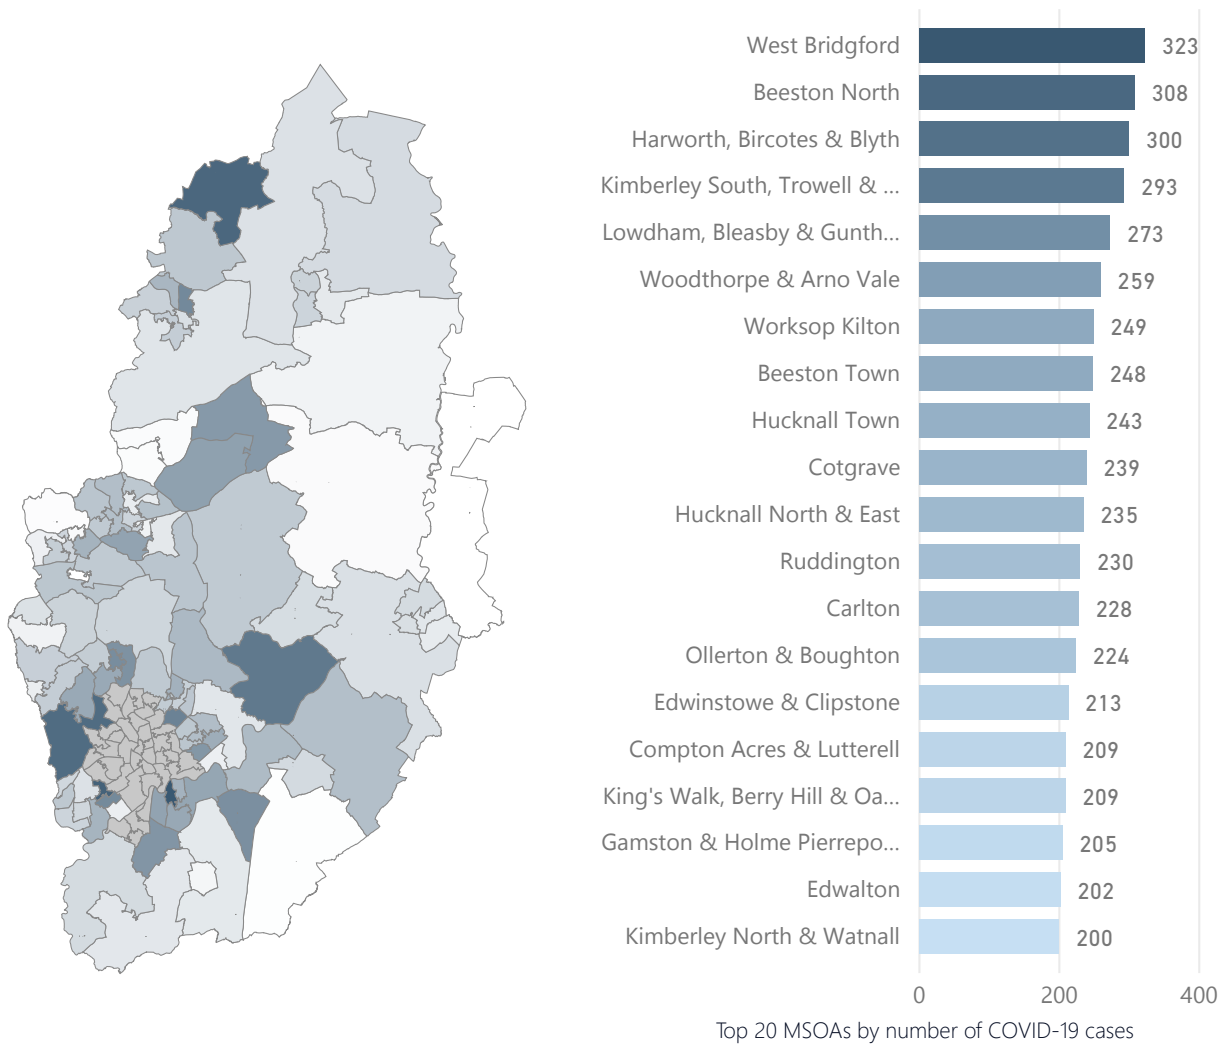 West Bridgford 323
Beeston North 308
Harworth, Bircotes & Blyth 300
Kimberley South, Trowell & ... 293
Lowdham, Bleasby & Gunth... 273
Woodthorpe & Arno Vale 259
Worksop Kilton 249
Beeston Town 248
Hucknall Town 243
Cotgrave 239
Hucknall North & East 235
Ruddington 230
Carlton 228
Ollerton & Boughton 224
Edwinstowe & Clipstone 213
Compton Acres & Lutterell 209
King's Walk, Berry Hill & Oa... 209
Gamston & Holme Pierrepo... 205
Edwalton 202
Kimberley North & Watnall 200
0 200 400
Top 20 MSOAs by number of COVID-19 cases